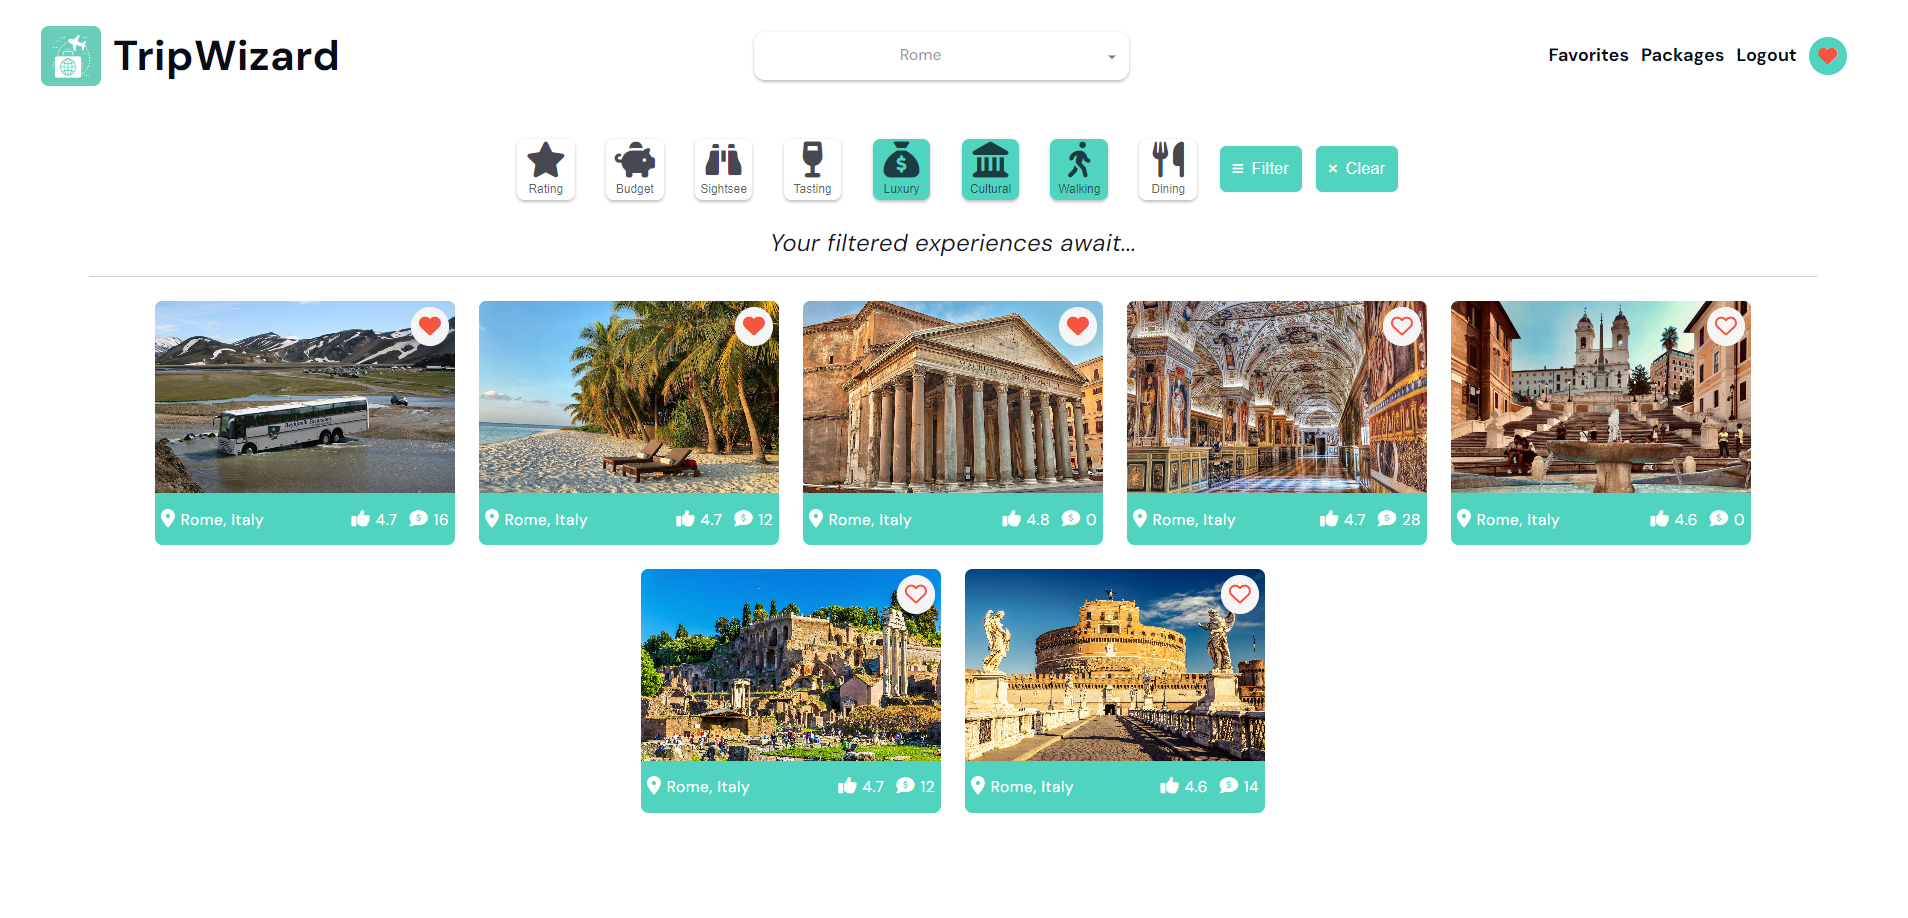 TripWizard
Rome
Favorites Packages Logout
Rating Budget Sightsee Tasting Luxury Cultural Walking Dining Filter Clear
Your filtered experiences await...
Rome, Italy 4.7 16
Rome, Italy 4.7 12
Rome, Italy 4.8 0
Rome, Italy 4.7 28
Rome, Italy 4.6 0
Rome, Italy 4.7 12
Rome, Italy 4.6 14